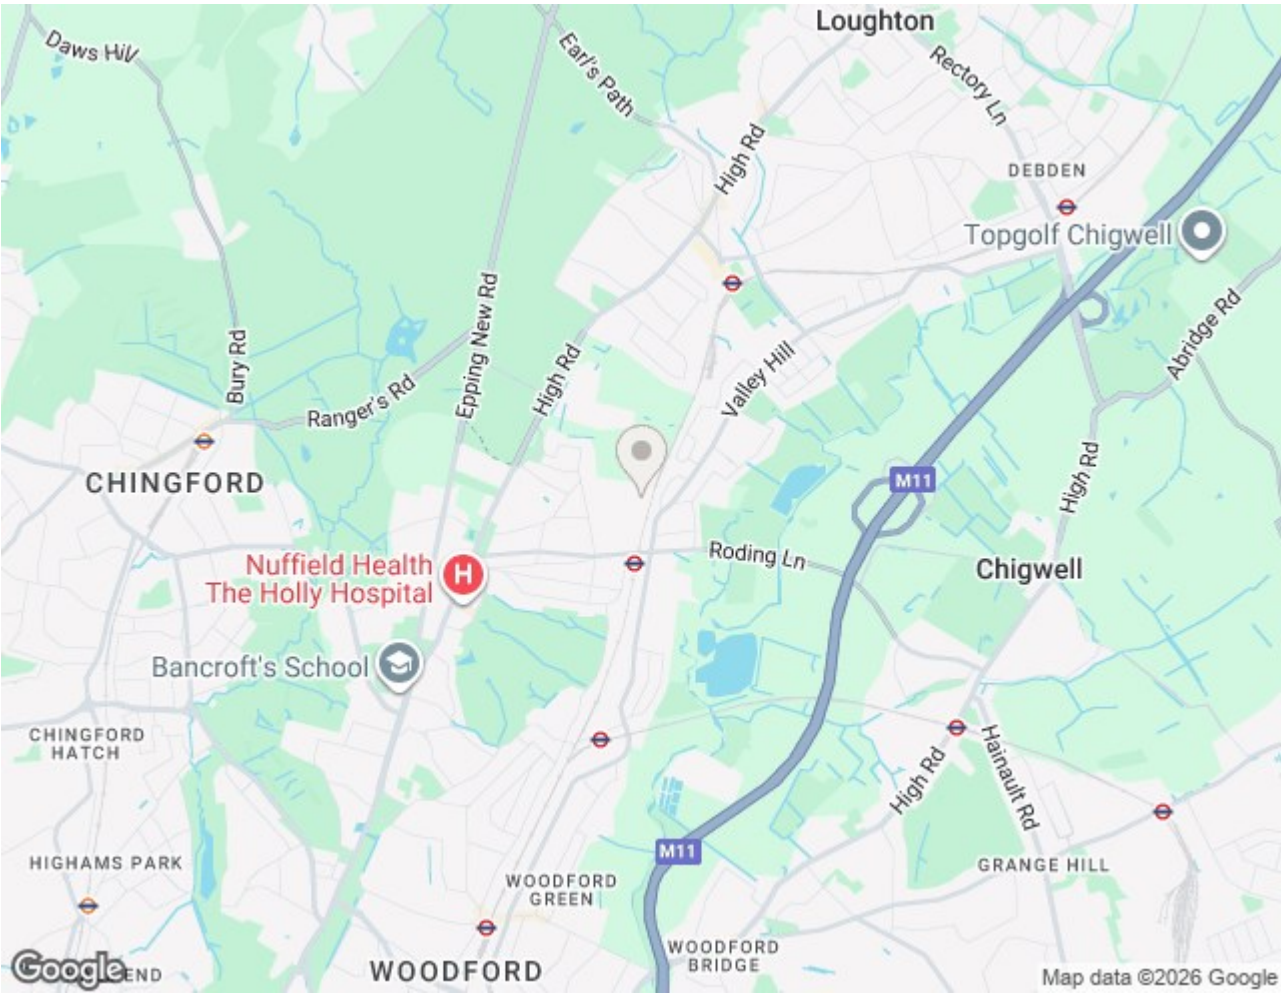 Loughton
Daws Hill
Earl's Path
Rectory Ln
High Rd
DEBDEN
Topgolf Chigwell
Epping New Rd
Abridge Rd
Bury Rd
High Rd
Valley Hill
Ranger's Rd
CHINGFORD
M11
High Rd
Roding Ln
Chigwell
Nuffield Health
The Holly Hospital
H
Bancroft's School
CHINGFORD
HATCH
Hainault Rd
High Rd
M11
HIGHAMS PARK
GRANGE HILL
WOODFORD
GREEN
WOODFORD
BRIDGE
WOODFORD
Google
END
Map data ©2026 Google